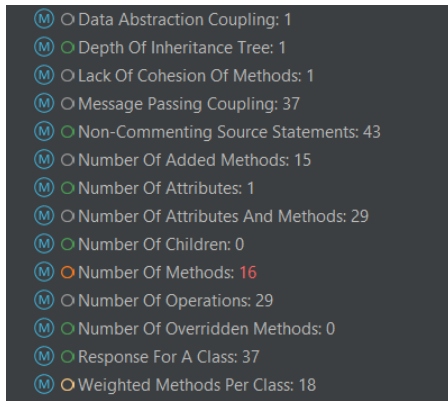 M Data Abstraction Coupling: 1
M Depth Of Inheritance Tree: 1
M Lack Of Cohesion Of Methods: 1
M Message Passing Coupling: 37
M Non-Commenting Source Statements: 43
M Number Of Added Methods: 15
M Number Of Attributes: 1
M Number Of Attributes And Methods: 29
M Number Of Children: 0
M Number Of Methods: 16
M Number Of Operations: 29
M Number Of Overridden Methods: 0
M Response For A Class: 37
M Weighted Methods Per Class: 18